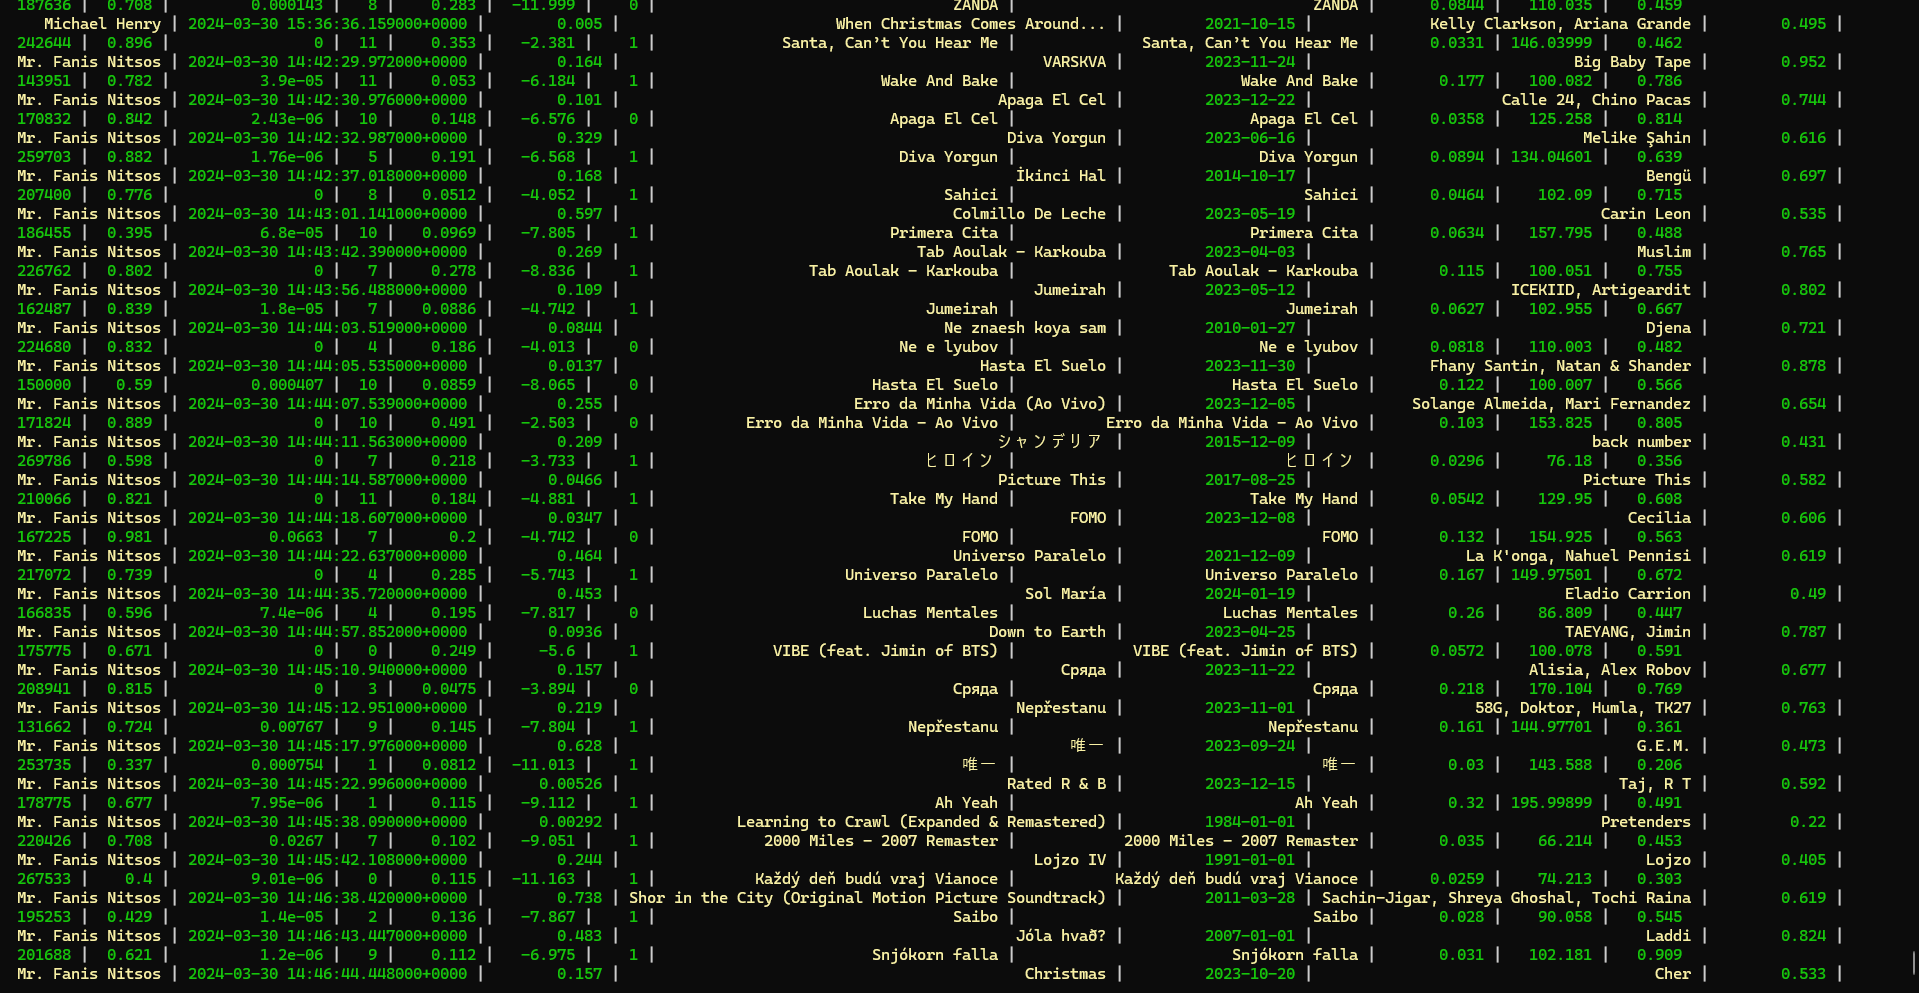 187636 | 0.708 | 0.000143 | 8 | 0.283 | -11.999 | 0 | ZANDA | ZANDA | 0.0844 | 110.035 | 0.459
Michael Henry | 2024-03-30 15:36:36.159000+0000 | 0.005 | When Christmas Comes Around... | 2021-10-15 | Kelly Clarkson, Ariana Grande | 0.495 |
242644 | 0.896 | 0 | 11 | 0.353 | -2.381 | 1 | Santa, Can't You Hear Me | Santa, Can't You Hear Me | 0.0331 | 146.03999 | 0.462
Mr. Fanis Nitsos | 2024-03-30 14:42:29.972000+0000 | 0.164 | VARSKVA | 2023-11-24 | Big Baby Tape | 0.952 |
143951 | 0.782 | 3.9e-05 | 11 | 0.053 | -6.184 | 1 | Wake And Bake | Wake And Bake | 0.177 | 100.082 | 0.786
Mr. Fanis Nitsos | 2024-03-30 14:42:30.976000+0000 | 0.101 | Apaga El Cel | 2023-12-22 | Calle 24, Chino Pacas | 0.744 |
170832 | 0.842 | 2.43e-06 | 10 | 0.148 | -6.576 | 0 | Apaga El Cel | Apaga El Cel | 0.0358 | 125.258 | 0.814
Mr. Fanis Nitsos | 2024-03-30 14:42:32.987000+0000 | 0.329 | Diva Yorgun | 2023-06-16 | Melike Şahin | 0.616 |
259703 | 0.882 | 1.76e-06 | 5 | 0.191 | -6.568 | 1 | Diva Yorgun | Diva Yorgun | 0.0894 | 134.04601 | 0.639
Mr. Fanis Nitsos | 2024-03-30 14:42:37.018000+0000 | 0.168 | İkinci Hal | 2014-10-17 | Bengü | 0.697 |
207400 | 0.776 | 0 | 8 | 0.0512 | -4.052 | 1 | Sahici | Sahici | 0.0464 | 102.09 | 0.715
Mr. Fanis Nitsos | 2024-03-30 14:43:01.141000+0000 | 0.597 | Colmillo De Leche | 2023-05-19 | Carin Leon | 0.535 |
186455 | 0.395 | 6.8e-05 | 10 | 0.0969 | -7.805 | 1 | Primera Cita | Primera Cita | 0.0634 | 157.795 | 0.488
Mr. Fanis Nitsos | 2024-03-30 14:43:42.390000+0000 | 0.269 | Tab Aoulak - Karkouba | 2023-04-03 | Muslim | 0.765 |
226762 | 0.802 | 0 | 7 | 0.278 | -8.836 | 1 | Tab Aoulak - Karkouba | Tab Aoulak - Karkouba | 0.115 | 100.051 | 0.755
Mr. Fanis Nitsos | 2024-03-30 14:43:56.488000+0000 | 0.109 | Jumeirah | 2023-05-12 | ICEKIID, Artigeardit | 0.802 |
162487 | 0.839 | 1.8e-05 | 7 | 0.0886 | -4.742 | 1 | Jumeirah | Jumeirah | 0.0627 | 102.955 | 0.667
Mr. Fanis Nitsos | 2024-03-30 14:44:03.519000+0000 | 0.0844 | Ne znaesh koya sam | 2010-01-27 | Djena | 0.721 |
224680 | 0.832 | 0 | 4 | 0.186 | -4.013 | 0 | Ne e lyubov | Ne e lyubov | 0.0818 | 110.003 | 0.482
Mr. Fanis Nitsos | 2024-03-30 14:44:05.535000+0000 | 0.0137 | Hasta El Suelo | 2023-11-30 | Fhany Santin, Natan & Shander | 0.878 |
150000 | 0.59 | 0.000407 | 10 | 0.0859 | -8.065 | 0 | Hasta El Suelo | Hasta El Suelo | 0.122 | 100.007 | 0.566
Mr. Fanis Nitsos | 2024-03-30 14:44:07.539000+0000 | 0.255 | Erro da Minha Vida (Ao Vivo) | 2023-12-05 | Solange Almeida, Mari Fernandez | 0.654 |
171824 | 0.889 | 0 | 10 | 0.491 | -2.503 | 0 | Erro da Minha Vida - Ao Vivo | Erro da Minha Vida - Ao Vivo | 0.103 | 153.825 | 0.805
Mr. Fanis Nitsos | 2024-03-30 14:44:11.563000+0000 | 0.209 | シャンデリア | 2015-12-09 | back number | 0.431 |
269786 | 0.598 | 0 | 7 | 0.218 | -3.733 | 1 | ヒロイン | ヒロイン | 0.0296 | 76.18 | 0.356
Mr. Fanis Nitsos | 2024-03-30 14:44:14.587000+0000 | 0.0466 | Picture This | 2017-08-25 | Picture This | 0.582 |
210066 | 0.821 | 0 | 11 | 0.184 | -4.881 | 1 | Take My Hand | Take My Hand | 0.0542 | 129.95 | 0.608
Mr. Fanis Nitsos | 2024-03-30 14:44:18.607000+0000 | 0.0347 | FOMO | 2023-12-08 | Cecilia | 0.606 |
167225 | 0.981 | 0.0663 | 7 | 0.2 | -4.742 | 0 | FOMO | FOMO | 0.132 | 154.925 | 0.563
Mr. Fanis Nitsos | 2024-03-30 14:44:22.637000+0000 | 0.464 | Universo Paralelo | 2021-12-09 | La K'onga, Nahuel Pennisi | 0.619 |
217072 | 0.739 | 0 | 4 | 0.285 | -5.743 | 1 | Universo Paralelo | Universo Paralelo | 0.167 | 149.97501 | 0.672
Mr. Fanis Nitsos | 2024-03-30 14:44:35.720000+0000 | 0.453 | Sol María | 2024-01-19 | Eladio Carrion | 0.49 |
166835 | 0.596 | 7.4e-06 | 4 | 0.195 | -7.817 | 0 | Luchas Mentales | Luchas Mentales | 0.26 | 86.809 | 0.447
Mr. Fanis Nitsos | 2024-03-30 14:44:57.852000+0000 | 0.0936 | Down to Earth | 2023-04-25 | TAEYANG, Jimin | 0.787 |
175775 | 0.671 | 0 | 0 | 0.249 | -5.6 | 1 | VIBE (feat. Jimin of BTS) | VIBE (feat. Jimin of BTS) | 0.0572 | 100.078 | 0.591
Mr. Fanis Nitsos | 2024-03-30 14:45:10.940000+0000 | 0.157 | Сряда | 2023-11-22 | Alisia, Alex Robov | 0.677 |
208941 | 0.815 | 0 | 3 | 0.0475 | -3.894 | 0 | Сряда | Сряда | 0.218 | 170.104 | 0.769
Mr. Fanis Nitsos | 2024-03-30 14:45:12.951000+0000 | 0.219 | Nepřestanu | 2023-11-01 | 58G, Doktor, Humla, TK27 | 0.763 |
131662 | 0.724 | 0.00767 | 9 | 0.145 | -7.804 | 1 | Nepřestanu | Nepřestanu | 0.161 | 144.97701 | 0.361
Mr. Fanis Nitsos | 2024-03-30 14:45:17.976000+0000 | 0.628 | 唯一 | 2023-09-24 | G.E.M. | 0.473 |
253735 | 0.337 | 0.000754 | 1 | 0.0812 | -11.013 | 1 | 唯一 | 唯一 | 0.03 | 143.588 | 0.206
Mr. Fanis Nitsos | 2024-03-30 14:45:22.996000+0000 | 0.00526 | Rated R & B | 2023-12-15 | Taj, R T | 0.592 |
178775 | 0.677 | 7.95e-06 | 1 | 0.115 | -9.112 | 1 | Ah Yeah | Ah Yeah | 0.32 | 195.99899 | 0.491
Mr. Fanis Nitsos | 2024-03-30 14:45:38.090000+0000 | 0.00292 | Learning to Crawl (Expanded & Remastered) | 1984-01-01 | Pretenders | 0.22 |
220426 | 0.708 | 0.0267 | 7 | 0.102 | -9.051 | 1 | 2000 Miles - 2007 Remaster | 2000 Miles - 2007 Remaster | 0.035 | 66.214 | 0.453
Mr. Fanis Nitsos | 2024-03-30 14:45:42.108000+0000 | 0.244 | Lojzo IV | 1991-01-01 | Lojzo | 0.405 |
267533 | 0.4 | 9.01e-06 | 0 | 0.115 | -11.163 | 1 | Každý deň budú vraj Vianoce | Každý deň budú vraj Vianoce | 0.0259 | 74.213 | 0.303
Mr. Fanis Nitsos | 2024-03-30 14:46:38.420000+0000 | 0.738 | Shor in the City (Original Motion Picture Soundtrack) | 2011-03-28 | Sachin-Jigar, Shreya Ghoshal, Tochi Raina | 0.619 |
195253 | 0.429 | 1.4e-05 | 2 | 0.136 | -7.867 | 1 | Saibo | Saibo | 0.028 | 90.058 | 0.545
Mr. Fanis Nitsos | 2024-03-30 14:46:43.447000+0000 | 0.483 | Jóla hvað? | 2007-01-01 | Laddi | 0.824 |
201688 | 0.621 | 1.2e-06 | 9 | 0.112 | -6.975 | 1 | Snjókorn falla | Snjókorn falla | 0.031 | 102.181 | 0.909
Mr. Fanis Nitsos | 2024-03-30 14:46:44.448000+0000 | 0.157 | Christmas | 2023-10-20 | Cher | 0.533 |